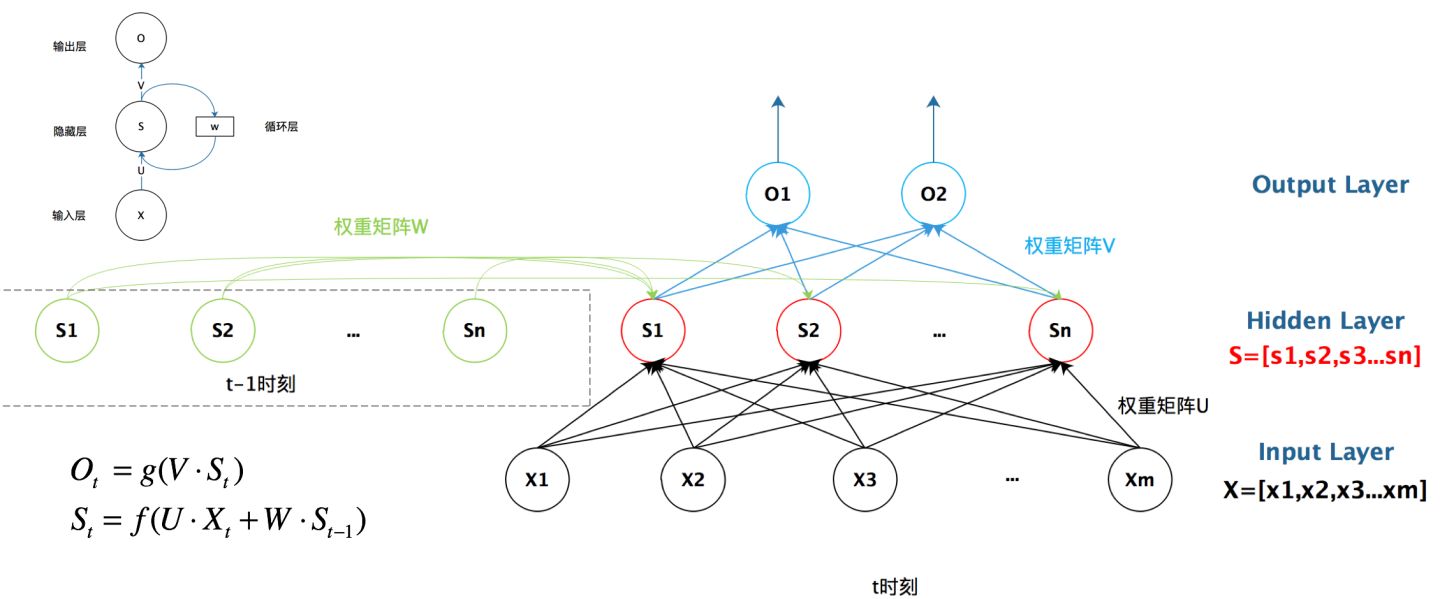 输出层
O
V
隐藏层
S
w
循环层
U
输入层
X
权重矩阵W
S1
S2
...
Sn
t-1时刻
O1
O2
Output Layer
权重矩阵V
S1
S2
...
Sn
Hidden Layer
S=[s1,s2,s3...sn]
权重矩阵U
X1
X2
X3
...
Xm
Input Layer
X=[x1,x2,x3...xm]
O_t = g(V · S_t)
S_t = f(U · X_t + W · S_{t-1})
t时刻